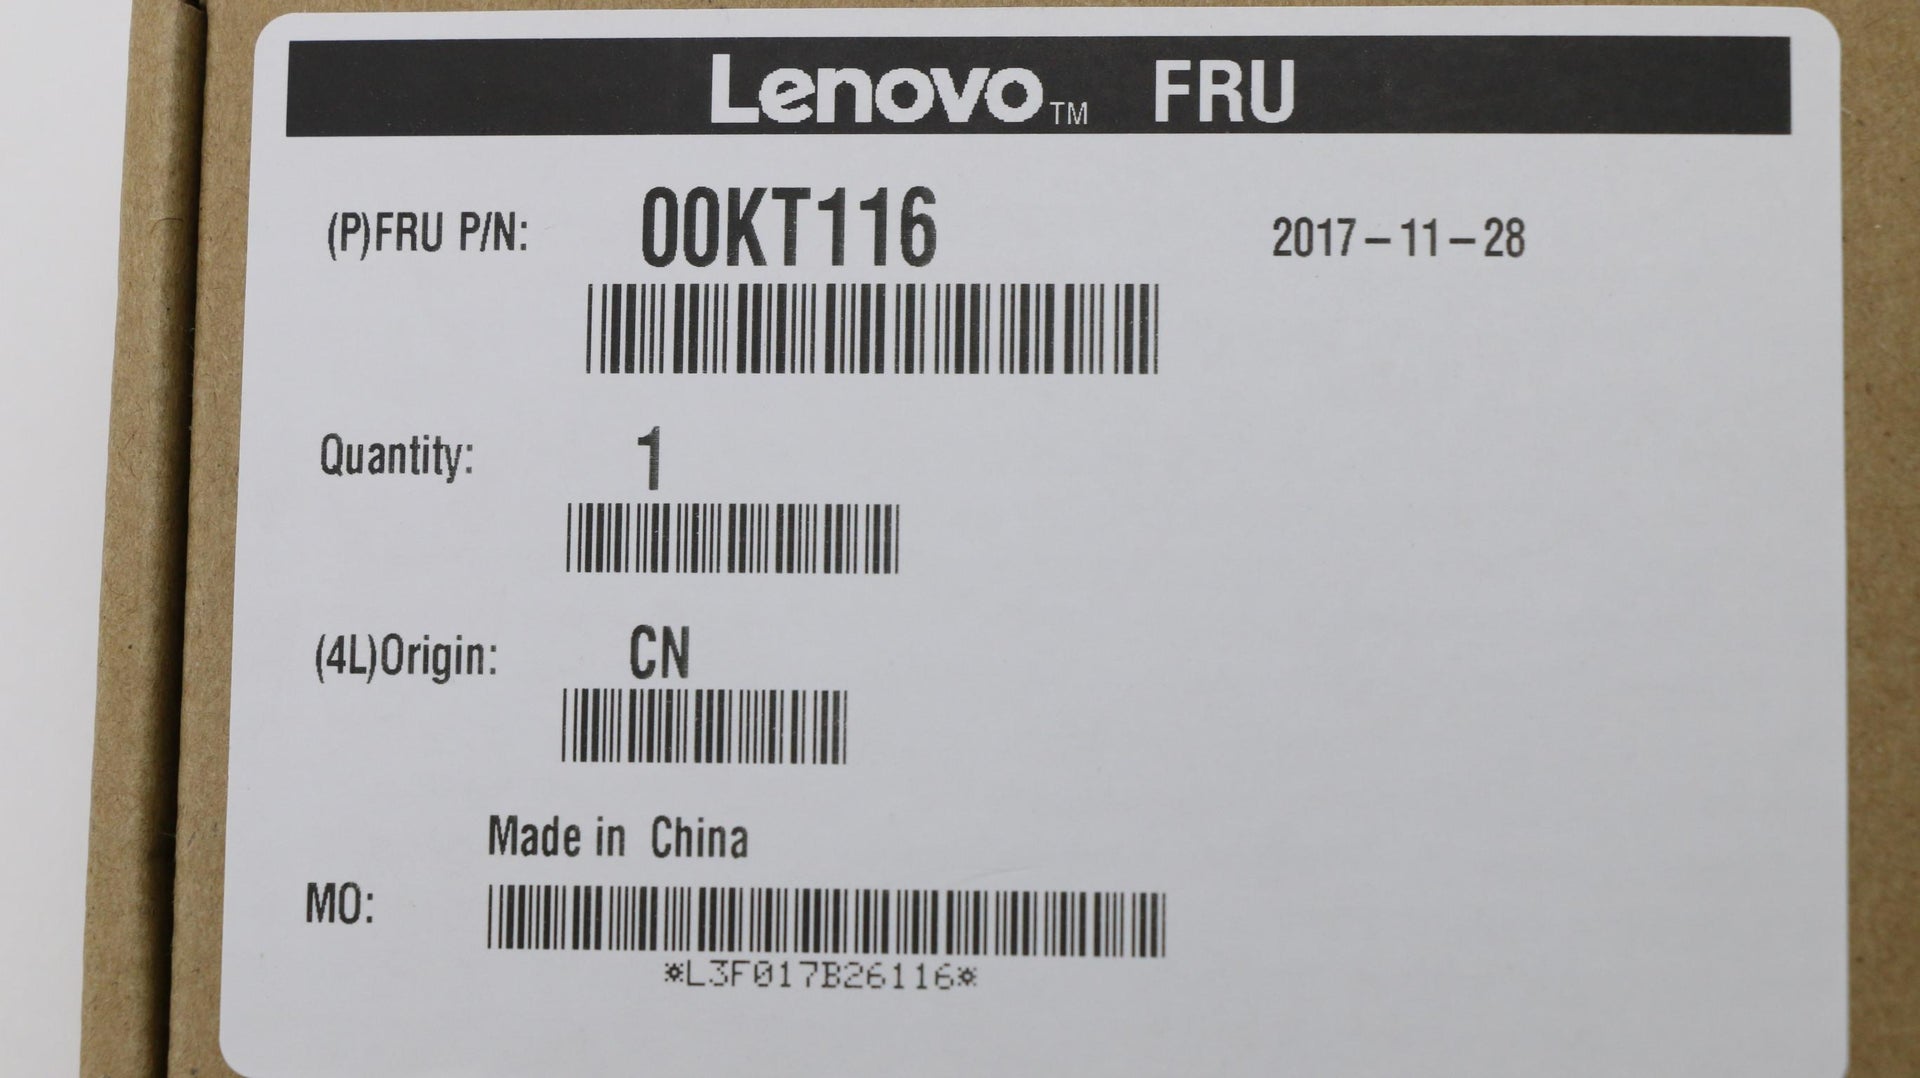 Lenovo™ FRU
(P)FRU P/N: 00KT116 2017-11-28
Quantity: 1
(4L)Origin: CN
Made in China
MO:
*L3F017B26116*